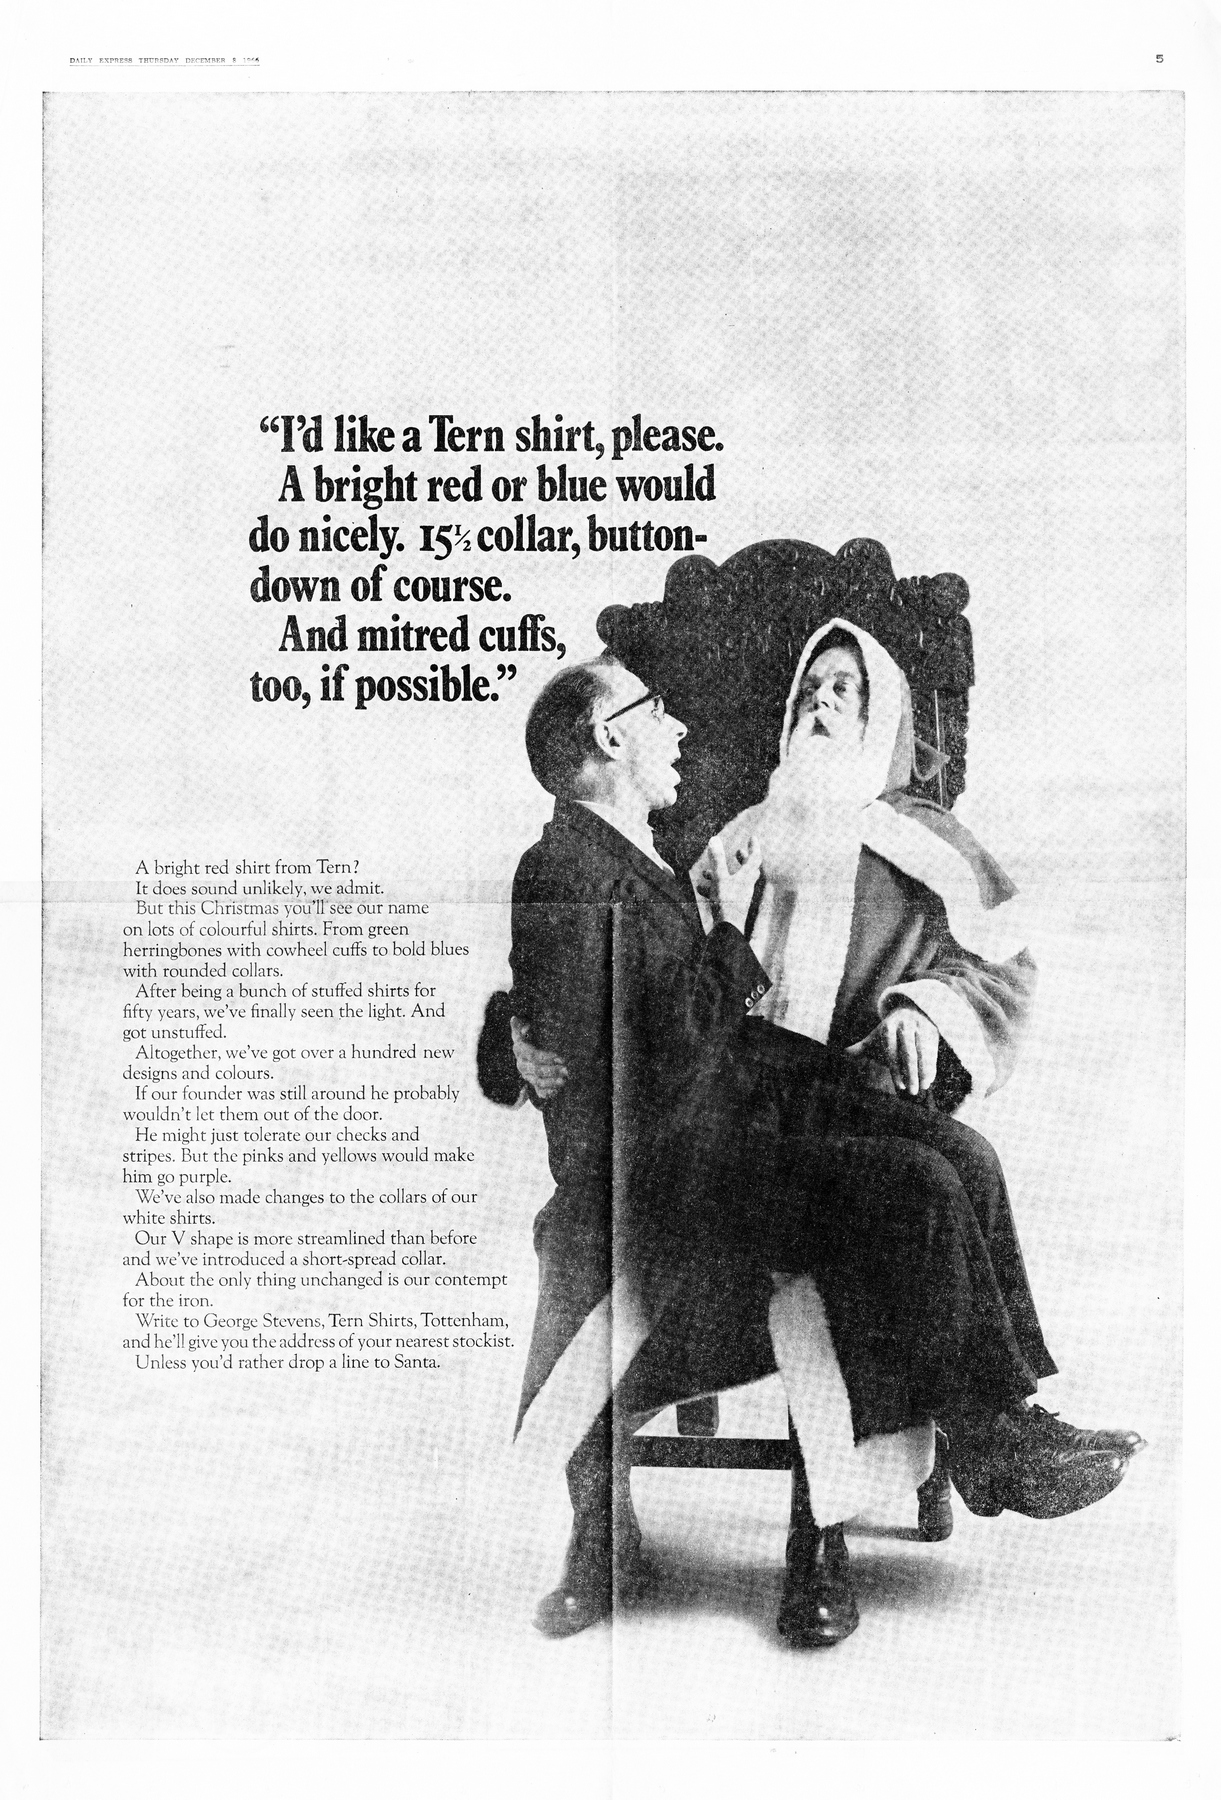 DAILY EXPRESS THURSDAY DECEMBER 8 1966
5
“I’d like a Tern shirt, please.
A bright red or blue would
do nicely. 15½ collar, button-
down of course.
And mitred cuffs,
too, if possible.”
A bright red shirt from Tern?
It does sound unlikely, we admit.
But this Christmas you’ll see our name
on lots of colourful shirts. From green
herringbones with cowheel cuffs to bold blues
with rounded collars.
After being a bunch of stuffed shirts for
fifty years, we’ve finally seen the light. And
got unstuffed.
Altogether, we’ve got over a hundred new
designs and colours.
If our founder was still around he probably
wouldn’t let them out of the door.
He might just tolerate our checks and
stripes. But the pinks and yellows would make
him go purple.
We’ve also made changes to the collars of our
white shirts.
Our V shape is more streamlined than before
and we’ve introduced a short-spread collar.
About the only thing unchanged is our contempt
for the iron.
Write to George Stevens, Tern Shirts, Tottenham,
and he’ll give you the address of your nearest stockist.
Unless you’d rather drop a line to Santa.